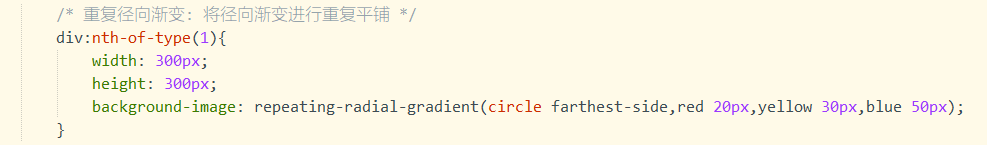 /* 重复径向渐变: 将径向渐变进行重复平铺 */
div:nth-of-type(1){
width: 300px;
height: 300px;
background-image: repeating-radial-gradient(circle farthest-side,red 20px,yellow 30px,blue 50px);
}